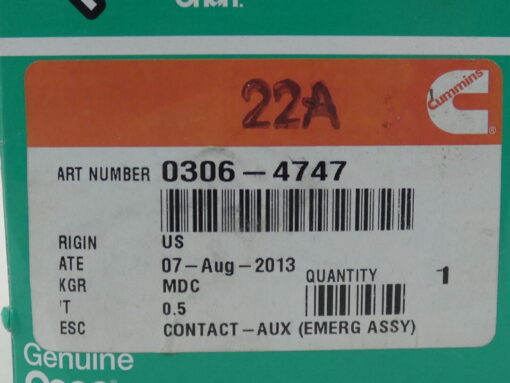 Onan.
22A
Cummins
ART NUMBER 0306-4747
RIGIN US
ATE 07-Aug-2013
QUANTITY 1
KGR MDC
T 0.5
ESC CONTACT-AUX (EMERG ASSY)
Genuine